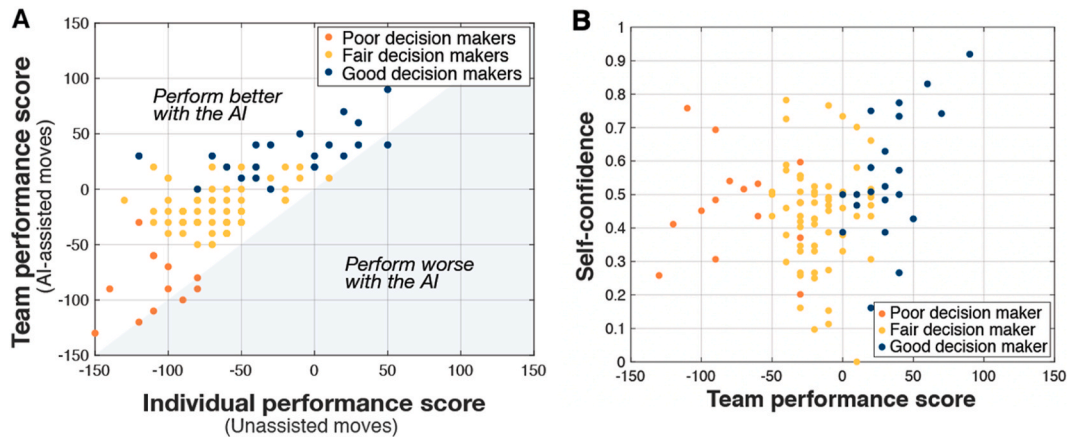 A
Team performance score
(AI-assisted moves)
150
100
50
0
-50
-100
-150
Poor decision makers
Fair decision makers
Good decision makers
Perform better
with the AI
Perform worse
with the AI
-150 -100 -50 0 50 100 150
Individual performance score
(Unassisted moves)
B
Self-confidence
1
0.9
0.8
0.7
0.6
0.5
0.4
0.3
0.2
0.1
0
Poor decision maker
Fair decision maker
Good decision maker
-150 -100 -50 0 50 100 150
Team performance score